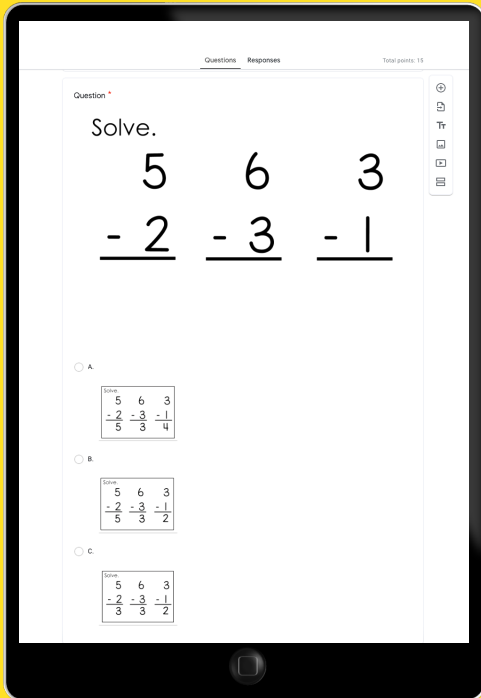 Questions Responses Total points: 15
Question *
Solve.
5 6 3
- 2 - 3 - 1
A.
Solve.
5 6 3
- 2 - 3 - 1
5 3 4
B.
Solve.
5 6 3
- 2 - 3 - 1
5 3 2
C.
Solve.
5 6 3
- 2 - 3 - 1
3 3 2